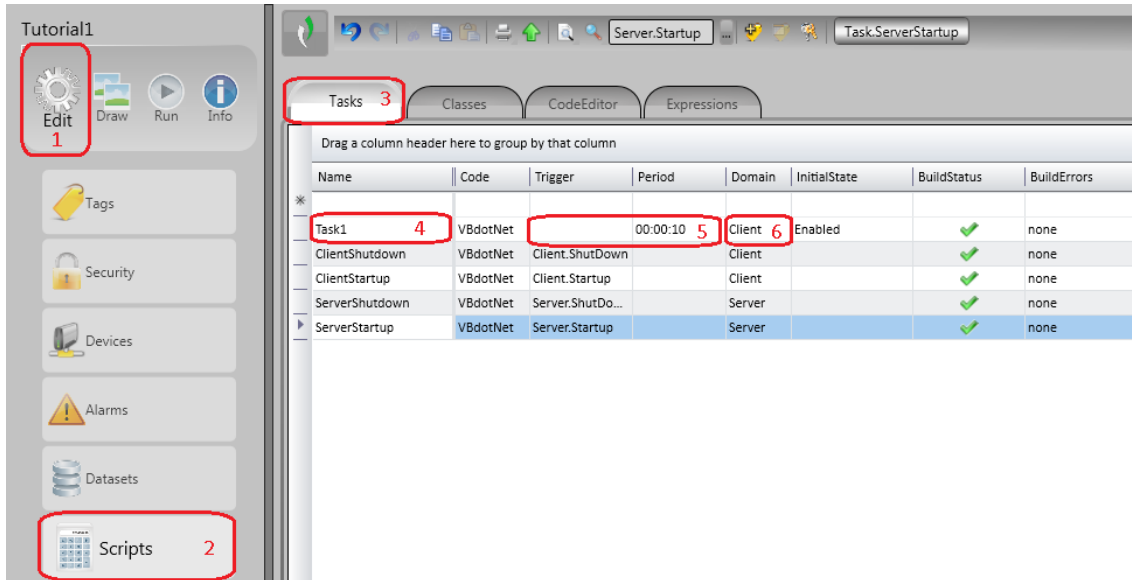 Tutorial1
Edit
Draw
Run
Info
1
Tags
Security
Devices
Alarms
Datasets
Scripts 2
Server.Startup ... Task.ServerStartup
Tasks 3 Classes CodeEditor Expressions
Drag a column header here to group by that column
Name Code Trigger Period Domain InitialState BuildStatus BuildErrors
Task1 4 VBdotNet 00:00:10 5 Client 6 Enabled none
ClientShutdown VBdotNet Client.ShutDown Client none
ClientStartup VBdotNet Client.Startup Client none
ServerShutdown VBdotNet Server.ShutDo... Server none
ServerStartup VBdotNet Server.Startup Server none